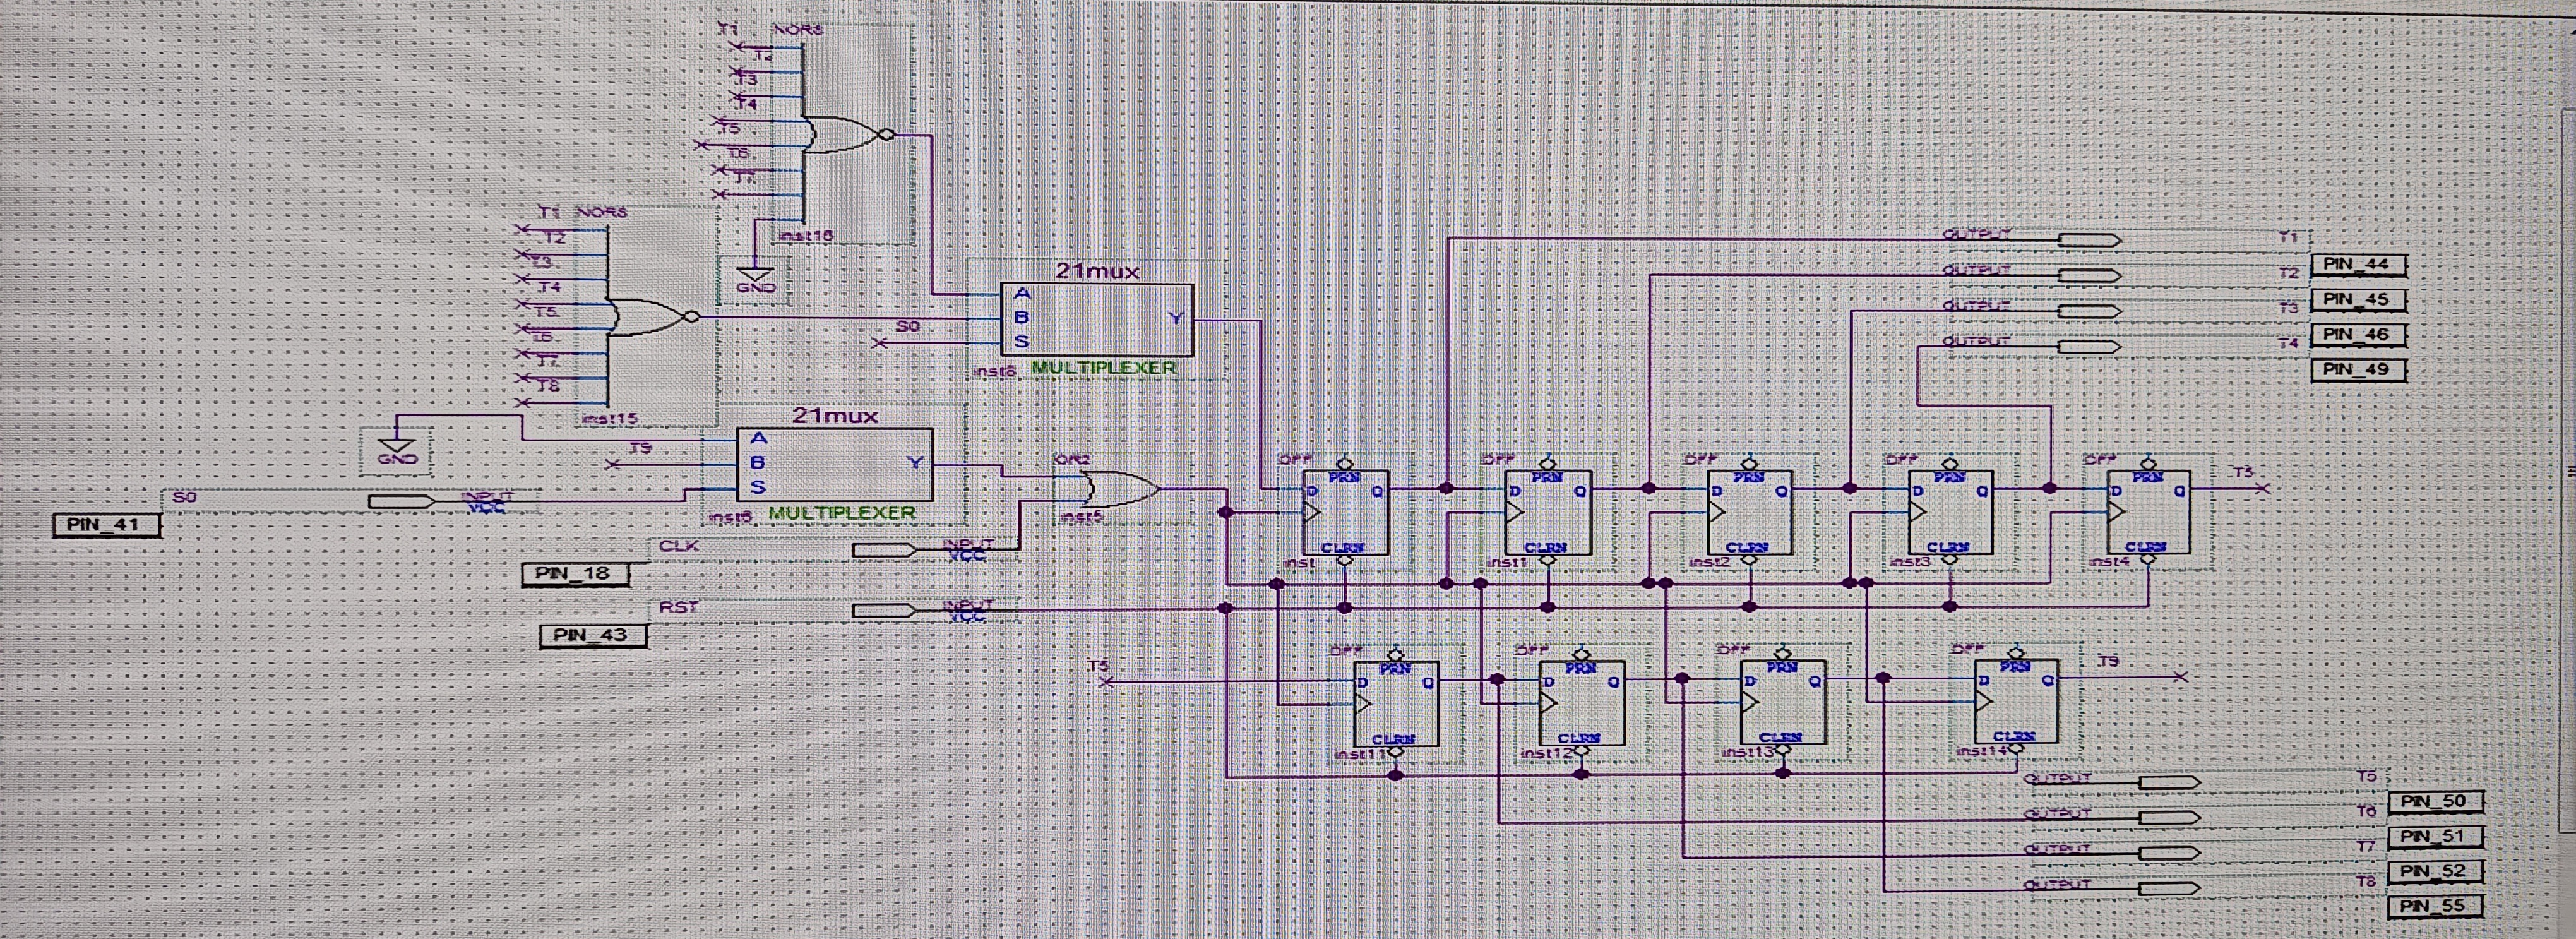 T1 NOR8
T2
T3
T4
T5
T6
T7
inst16
GND
T1 NOR8
T2
T3
T4
T5
T6
T7
T8
inst15
21mux
A
B
S
Y
S0
inst8 MULTIPLEXER
OUTPUT T1
PIN_44
OUTPUT T2
PIN_45
OUTPUT T3
PIN_46
OUTPUT T4
PIN_49
GND
21mux
A
B
S
Y
T9
inst6 MULTIPLEXER
S0 INPUT
VCC
PIN_41
OR2
inst5
CLK INPUT
VCC
PIN_18
RST INPUT
VCC
PIN_43
DFF
PRN
D Q
CLRN
inst
DFF
PRN
D Q
CLRN
inst1
DFF
PRN
D Q
CLRN
inst2
DFF
PRN
D Q
CLRN
inst3
DFF
PRN
D Q
CLRN
inst4
T5
T5
DFF
PRN
D Q
CLRN
inst11
DFF
PRN
D Q
CLRN
inst12
DFF
PRN
D Q
CLRN
inst13
DFF
PRN
D Q
CLRN
inst14
T9
OUTPUT T5
PIN_50
OUTPUT T6
PIN_51
OUTPUT T7
PIN_52
OUTPUT T8
PIN_55